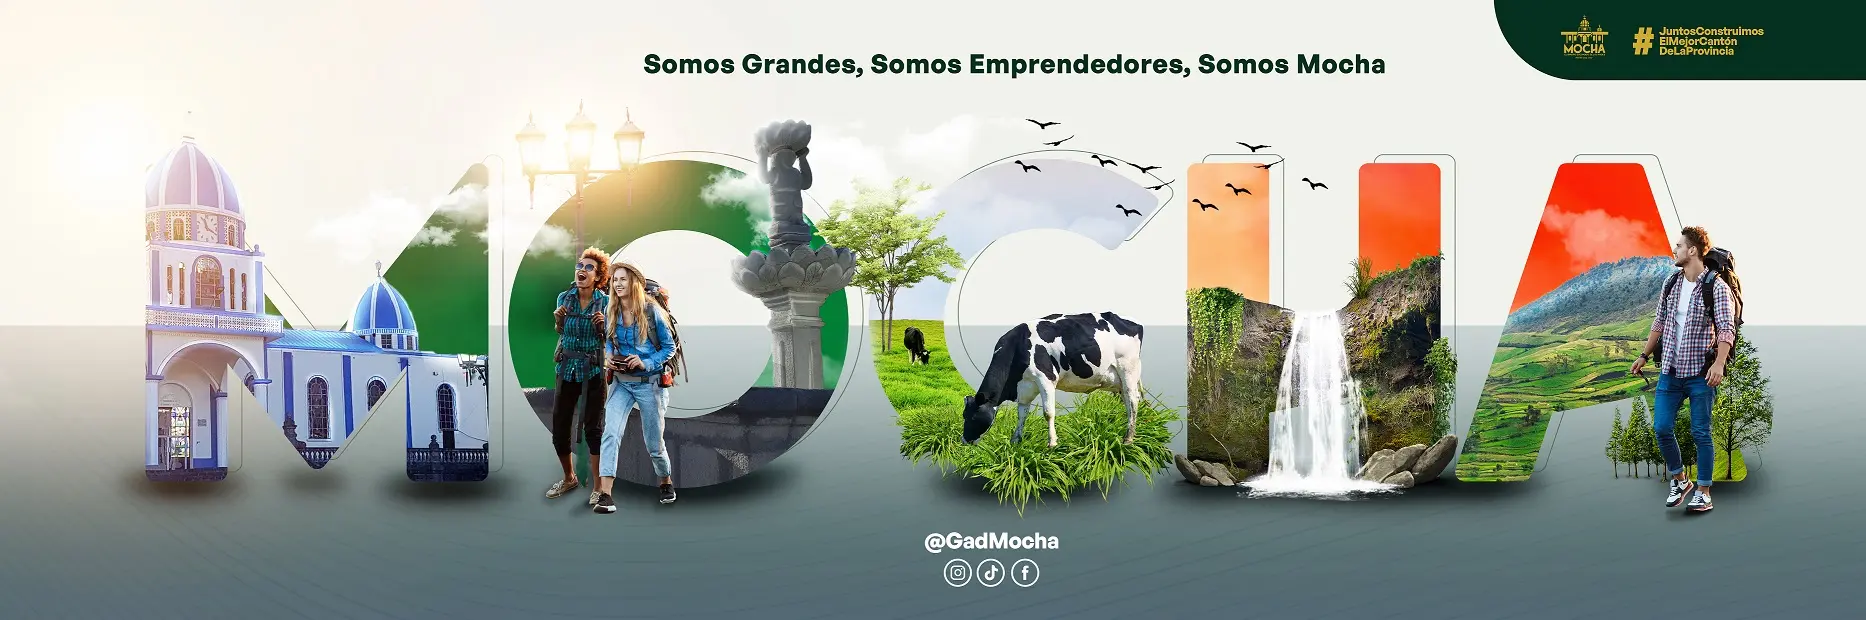 Somos Grandes, Somos Emprendedores, Somos Mocha
MOCHA
#JuntosConstruimos
ElMejorCantón
DeLaProvincia
MOCHA
@GadMocha